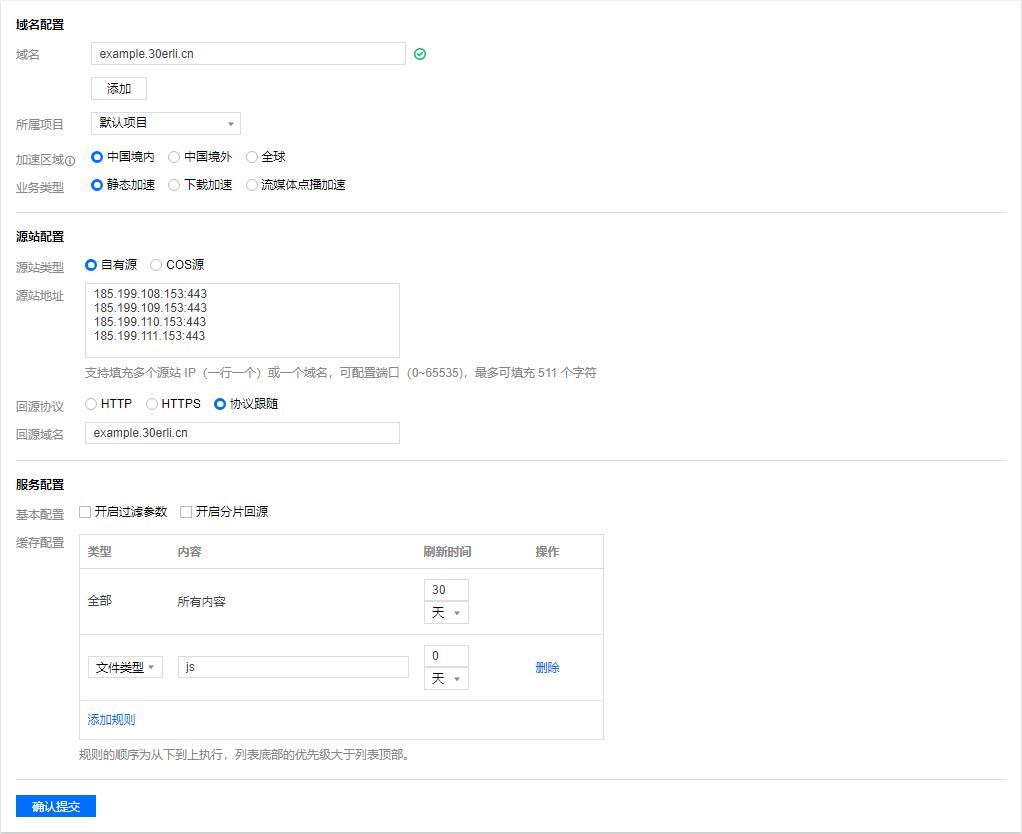 域名配置
域名 example.30erli.cn
添加
所属项目 默认项目
加速区域 中国境内 中国境外 全球
业务类型 静态加速 下载加速 流媒体点播加速
源站配置
源站类型 自有源 COS源
源站地址 185.199.108.153:443
185.199.109.153:443
185.199.110.153:443
185.199.111.153:443
支持填充多个源站 IP（一行一个）或一个域名，可配置端口（0~65535)，最多可填充 511 个字符
回源协议 HTTP HTTPS 协议跟随
回源域名 example.30erli.cn
服务配置
基本配置 开启过滤参数 开启分片回源
缓存配置 类型 内容 刷新时间 操作
全部 所有内容 30 天
文件类型 js 0 天 删除
添加规则
规则的顺序为从下到上执行，列表底部的优先级大于列表顶部。
确认提交